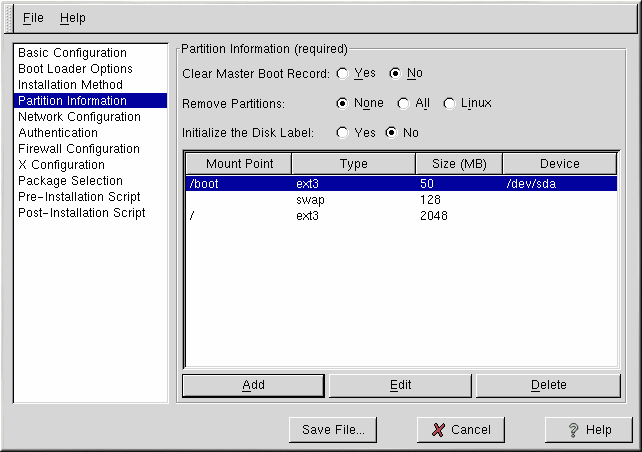 File Help
Basic Configuration
Boot Loader Options
Installation Method
Partition Information
Network Configuration
Authentication
Firewall Configuration
X Configuration
Package Selection
Pre-Installation Script
Post-Installation Script
Partition Information (required)
Clear Master Boot Record: Yes No
Remove Partitions: None All Linux
Initialize the Disk Label: Yes No
Mount Point Type Size (MB) Device
/boot ext3 50 /dev/sda
swap 128
/ ext3 2048
Add Edit Delete
Save File... Cancel Help